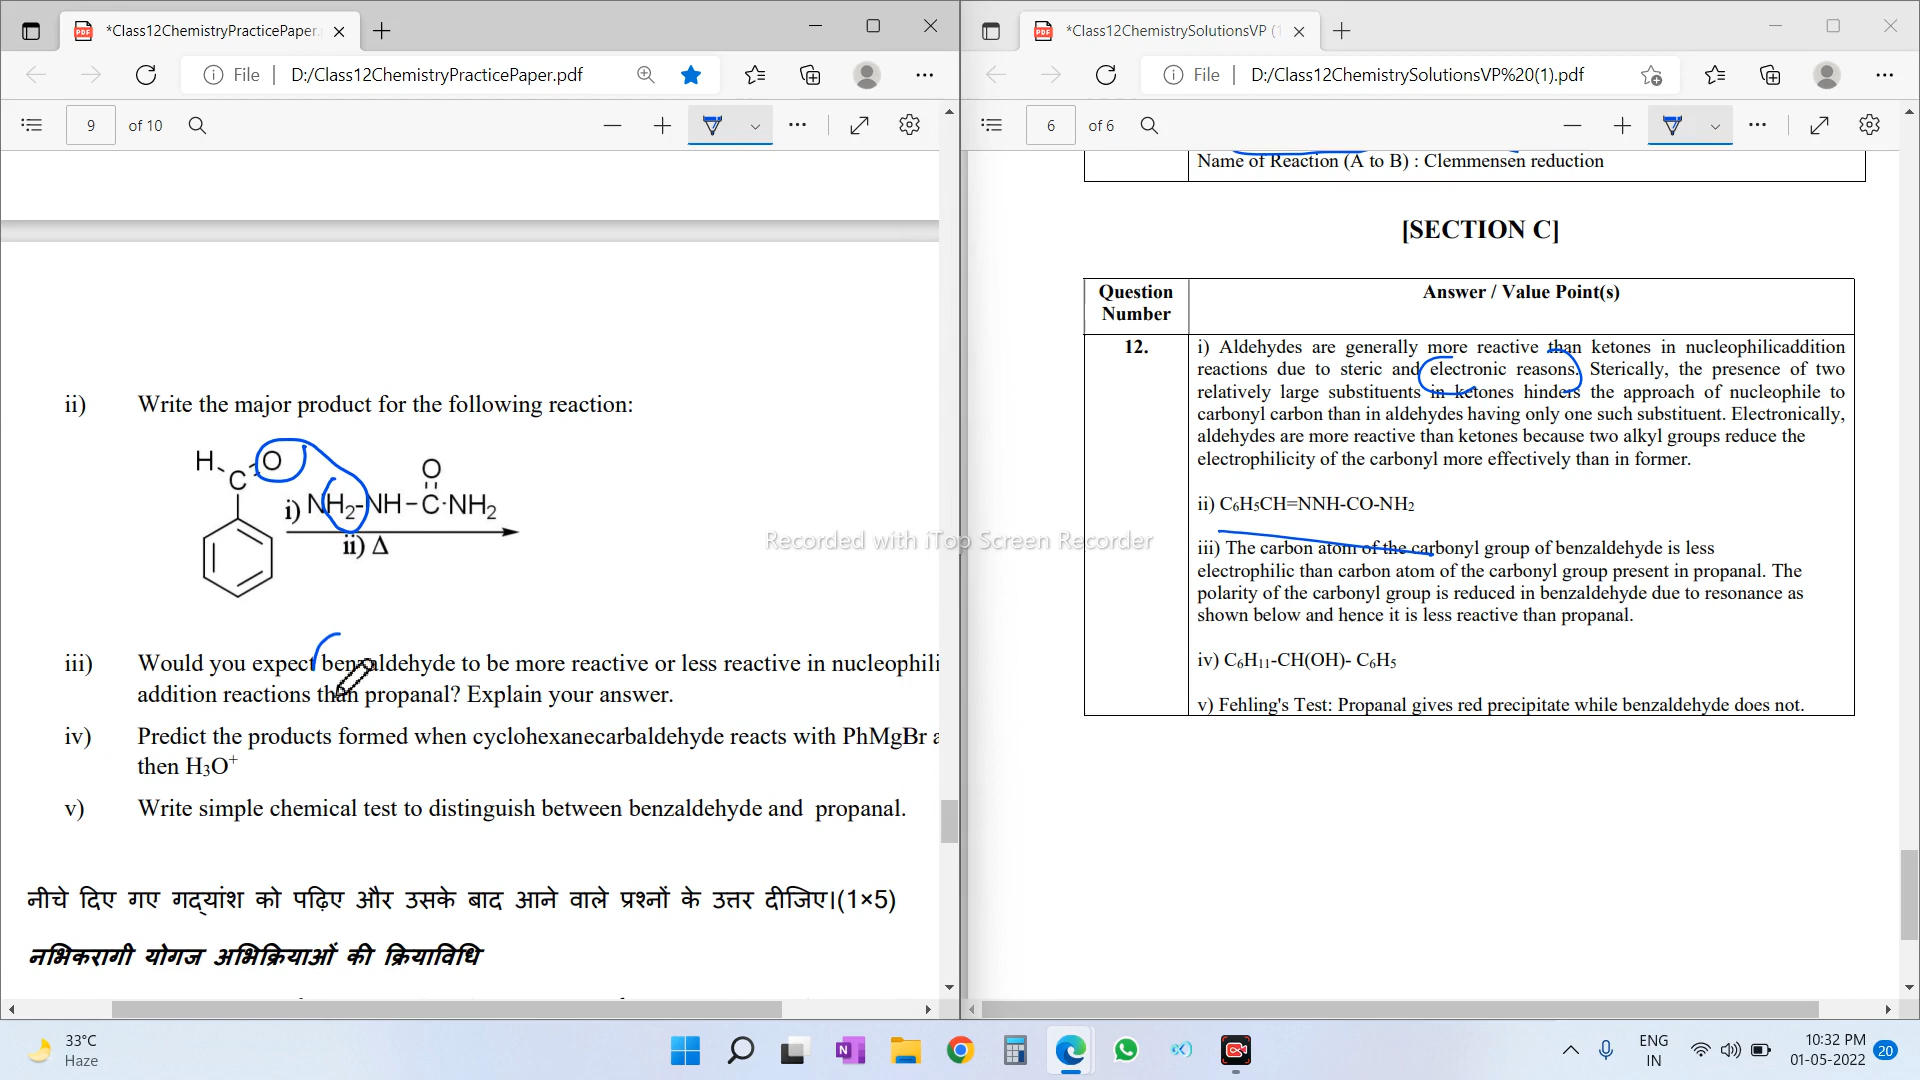 *Class12ChemistryPracticePaper.
*Class12ChemistrySolutionsVP (1
File
D:/Class12ChemistryPracticePaper.pdf
File
D:/Class12ChemistrySolutionsVP%20(1).pdf
9 of 10
6 of 6
ii) Write the major product for the following reaction:
H
O
C
O
i) NH2-NH-C-NH2
ii) Δ
iii) Would you expect benzaldehyde to be more reactive or less reactive in nucleophili
addition reactions than propanal? Explain your answer.
iv) Predict the products formed when cyclohexanecarbaldehyde reacts with PhMgBr a
then H3O+
v) Write simple chemical test to distinguish between benzaldehyde and propanal.
नीचे दिए गए गद्यांश को पढ़िए और उसके बाद आने वाले प्रश्नों के उत्तर दीजिए।(1×5)
नभिकरागी योगज अभिक्रियाओं की क्रियाविधि
Name of Reaction (A to B) : Clemmensen reduction
[SECTION C]
Question Number
Answer / Value Point(s)
12.
i) Aldehydes are generally more reactive than ketones in nucleophilicaddition
reactions due to steric and electronic reasons. Sterically, the presence of two
relatively large substituents in ketones hinders the approach of nucleophile to
carbonyl carbon than in aldehydes having only one such substituent. Electronically,
aldehydes are more reactive than ketones because two alkyl groups reduce the
electrophilicity of the carbonyl more effectively than in former.
ii) C6H5CH=NNH-CO-NH2
iii) The carbon atom of the carbonyl group of benzaldehyde is less
electrophilic than carbon atom of the carbonyl group present in propanal. The
polarity of the carbonyl group is reduced in benzaldehyde due to resonance as
shown below and hence it is less reactive than propanal.
iv) C6H11-CH(OH)- C6H5
v) Fehling's Test: Propanal gives red precipitate while benzaldehyde does not.
Recorded with iTop Screen Recorder
33°C
Haze
ENG
IN
10:32 PM
01-05-2022
20